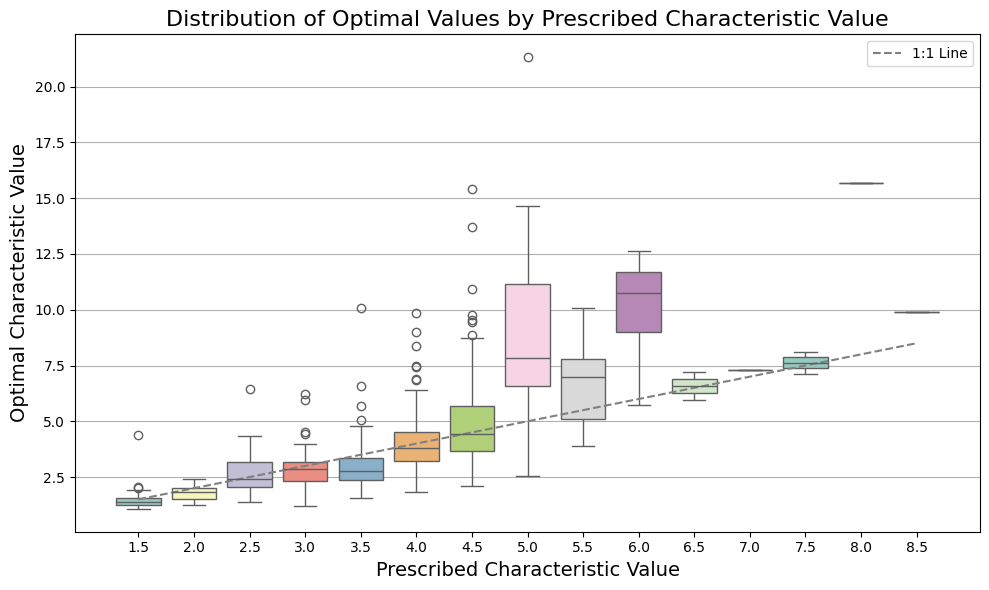 Distribution of Optimal Values by Prescribed Characteristic Value
1:1 Line
Optimal Characteristic Value
20.0
17.5
15.0
12.5
10.0
7.5
5.0
2.5
1.5 2.0 2.5 3.0 3.5 4.0 4.5 5.0 5.5 6.0 6.5 7.0 7.5 8.0 8.5
Prescribed Characteristic Value